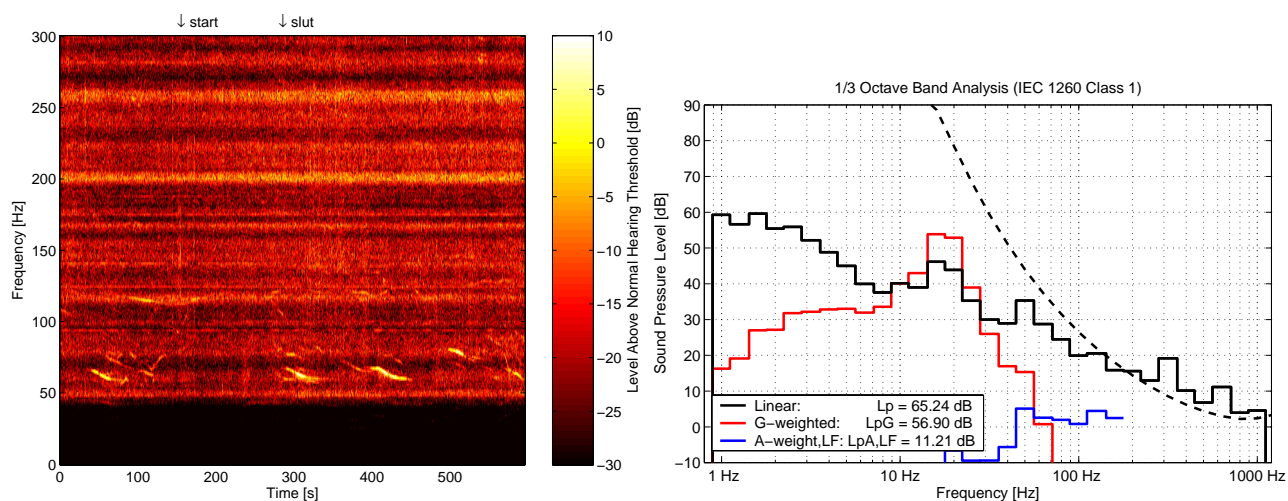 ↓ start
↓ slut
300
250
200
150
100
50
0
Frequency [Hz]
0
100
200
300
400
500
Time [s]
10
5
0
−5
−10
−15
−20
−25
−30
Level Above Normal Hearing Threshold [dB]
1/3 Octave Band Analysis (IEC 1260 Class 1)
90
80
70
60
50
40
30
20
10
0
−10
Sound Pressure Level [dB]
Linear: Lp = 65.24 dB
G-weighted: LpG = 56.90 dB
A-weight,LF: LpA,LF = 11.21 dB
1 Hz
10 Hz
100 Hz
1000 Hz
Frequency [Hz]